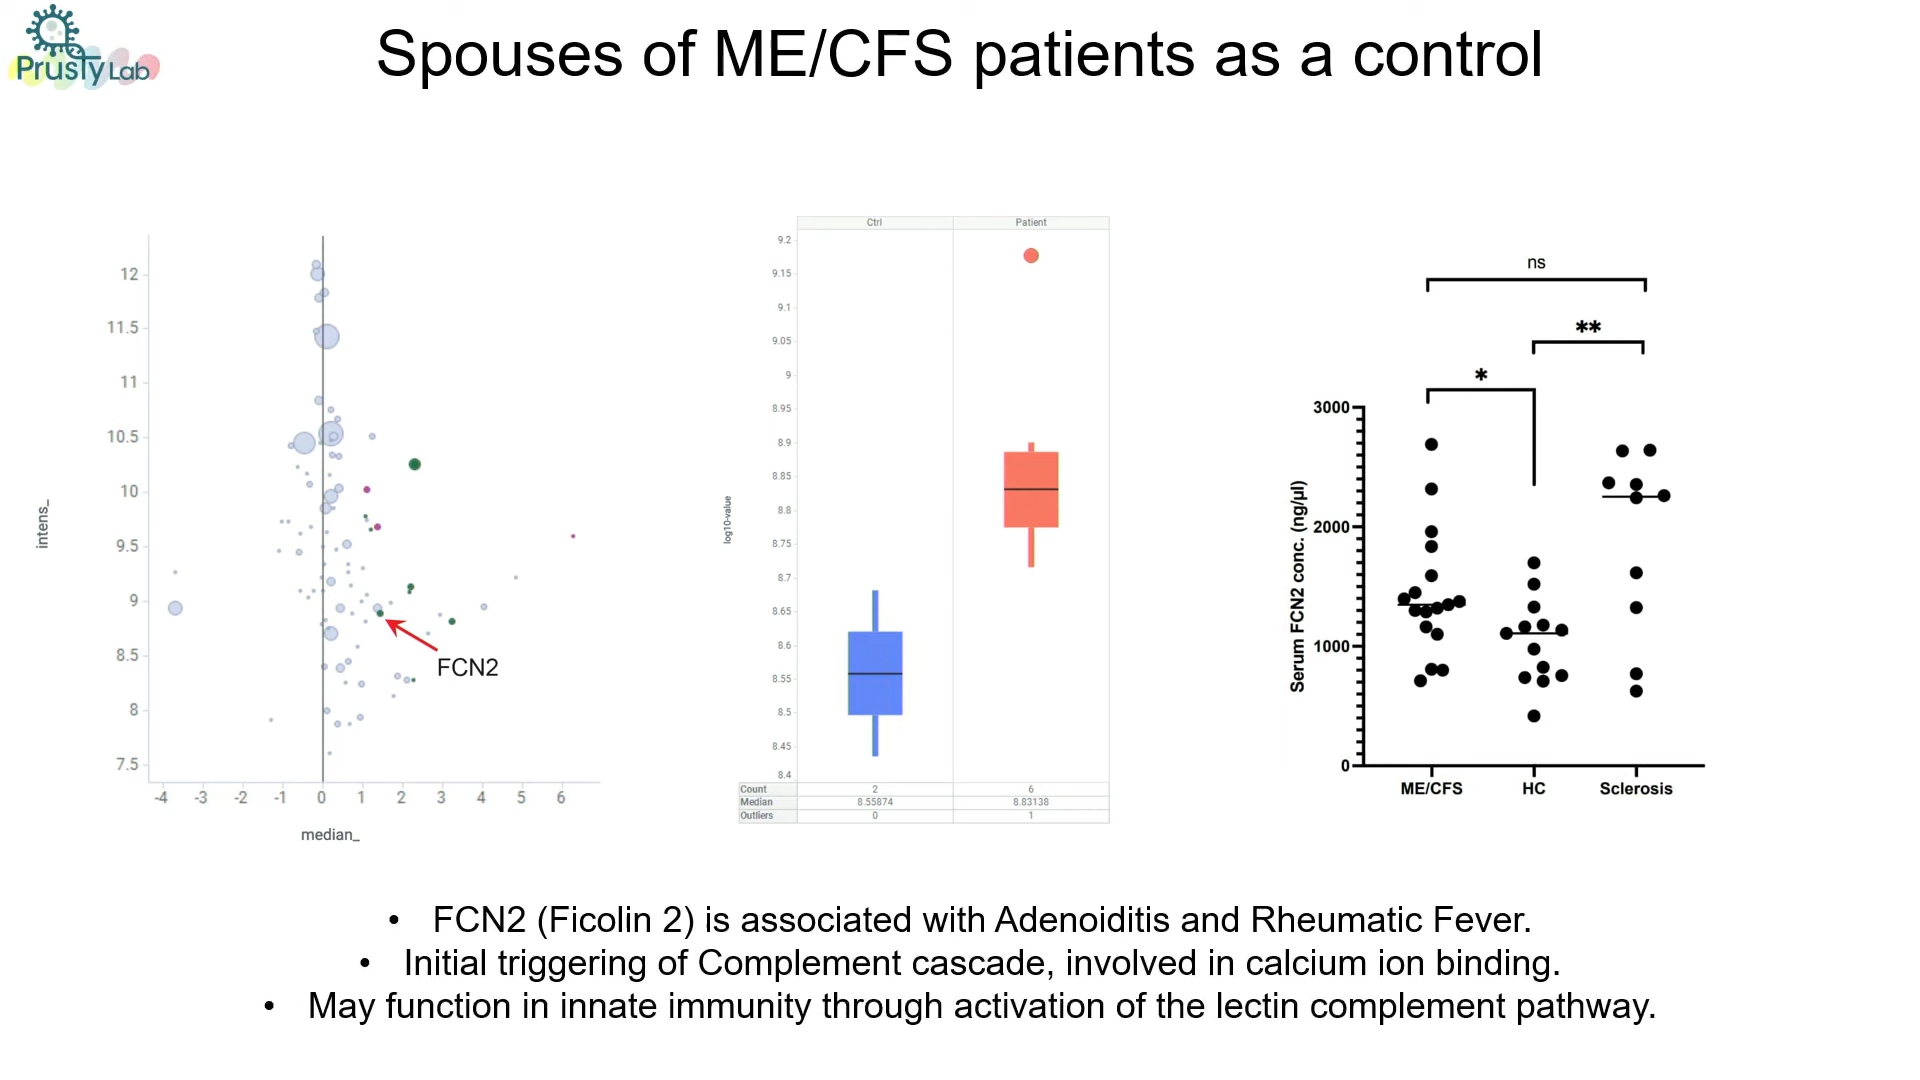 Prusty Lab
Spouses of ME/CFS patients as a control
12
11.5
11
10.5
10
9.5
9
8.5
8
7.5
intens_
-4 -3 -2 -1 0 1 2 3 4 5 6
median_
FCN2
Ctrl Patient
9.2
9.15
9.1
9.05
9
8.95
8.9
8.85
8.8
8.75
8.7
8.65
8.6
8.55
8.5
8.45
8.4
log10-value
Count 2 6
Median 8.55874 8.83138
Outliers 0 1
ns
**
*
3000
2000
1000
0
Serum FCN2 conc. (ng/µl)
ME/CFS HC Sclerosis
• FCN2 (Ficolin 2) is associated with Adenoiditis and Rheumatic Fever.
• Initial triggering of Complement cascade, involved in calcium ion binding.
• May function in innate immunity through activation of the lectin complement pathway.